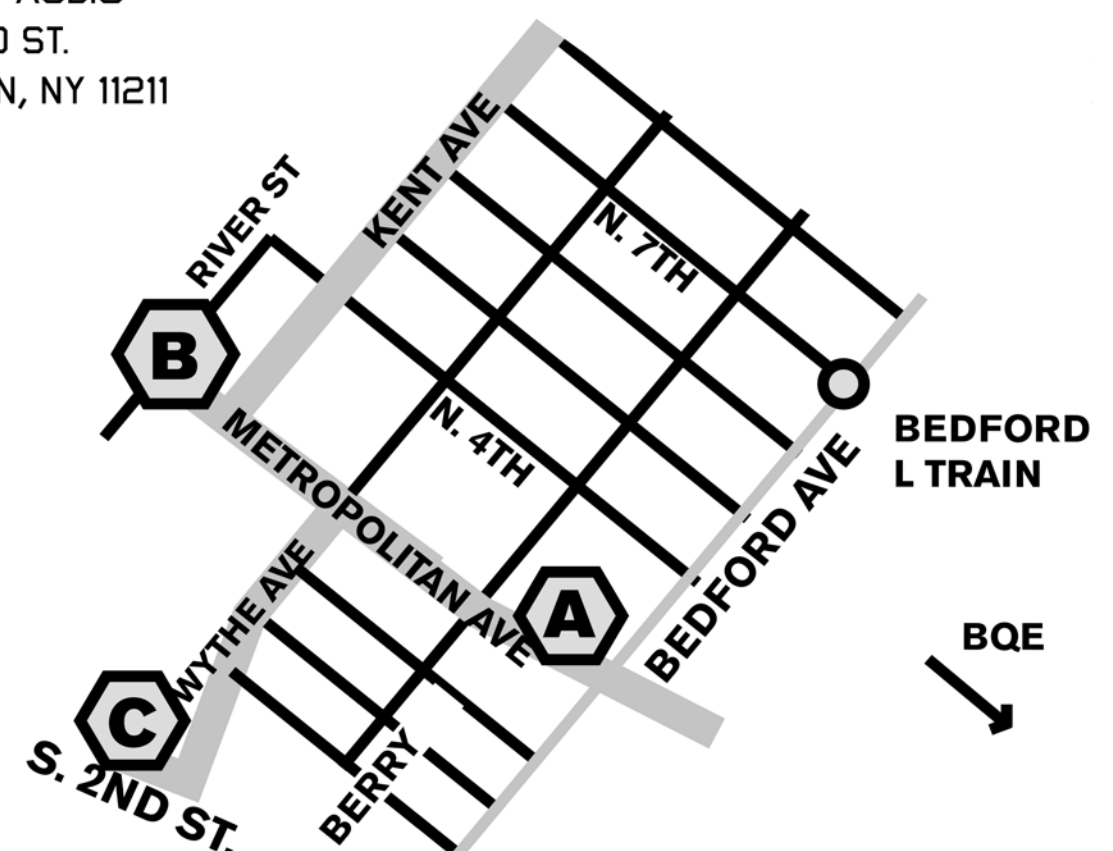 ST.
N, NY 11211
KENT AVE
RIVER ST
N. 7TH
B
METROPOLITAN AVE
N. 4TH
BEDFORD
L TRAIN
BEDFORD AVE
WYTHE AVE
A
BQE
C
S. 2ND ST.
BERRY